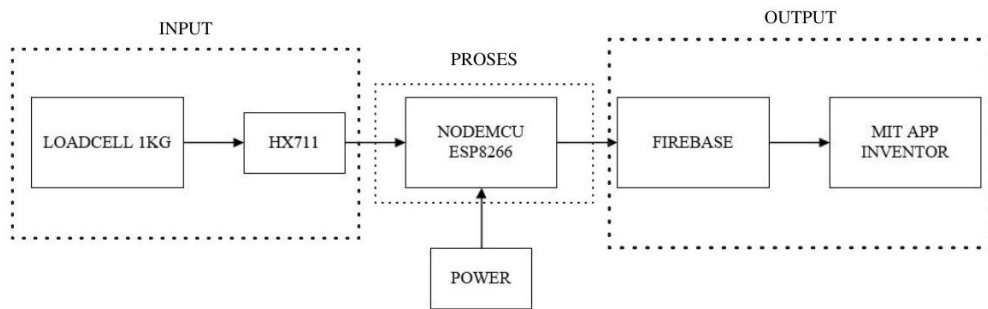 INPUT
PROSES
OUTPUT
LOADCELL 1KG
HX711
NODEMCU
ESP8266
FIREBASE
MIT APP
INVENTOR
POWER